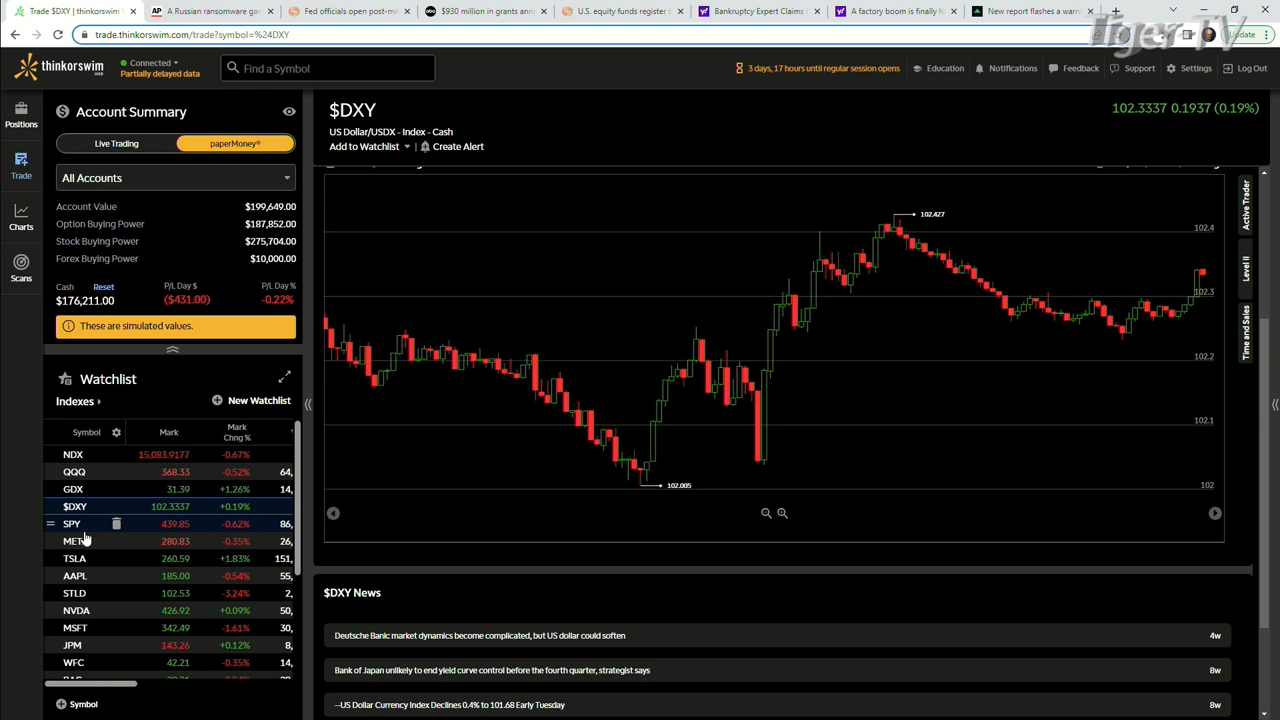 Trade $DXY | thinkorswim
A Russian ransomware gan
Fed officials open post-me
$930 million in grants anno
U.S. equity funds register b
Bankruptcy Expert Claims
A factory boom is finally h
New report flashes a warn
trade.thinkorswim.com/trade?symbol=%24DXY
Update
Tiger TV
thinkorswim
Connected
Partially delayed data
Find a Symbol
3 days, 17 hours until regular session opens
Education
Notifications
Feedback
Support
Settings
Log Out
Positions
Trade
Charts
Scans
Account Summary
Live Trading
paperMoney®
All Accounts
Account Value $199,649.00
Option Buying Power $187,852.00
Stock Buying Power $275,704.00
Forex Buying Power $10,000.00
Cash Reset P/L Day $ P/L Day %
$176,211.00 ($431.00) -0.22%
These are simulated values.
Watchlist
Indexes
New Watchlist
Symbol Mark Mark Chng %
NDX 15,083.9177 -0.67%
QQQ 368.33 -0.52% 64,
GDX 31.39 +1.26% 14,
$DXY 102.3337 +0.19%
SPY 439.85 -0.62% 86,
MET 280.83 -0.35% 26,
TSLA 260.59 +1.83% 151,
AAPL 185.00 -0.54% 55,
STLD 102.53 -3.24% 2,
NVDA 426.92 +0.09% 50,
MSFT 342.49 -1.61% 30,
JPM 143.26 +0.12% 8,
WFC 42.21 -0.35% 14,
Symbol
$DXY
102.3337 0.1937 (0.19%)
US Dollar/USDX - Index - Cash
Add to Watchlist
Create Alert
102.427
102.005
102.4
102.3
102.2
102.1
102
Active Trader
Level II
Time and Sales
$DXY News
Deutsche Bank: market dynamics become complicated, but US dollar could soften 4w
Bank of Japan unlikely to end yield curve control before the fourth quarter, strategist says 8w
--US Dollar Currency Index Declines 0.4% to 101.68 Early Tuesday 8w